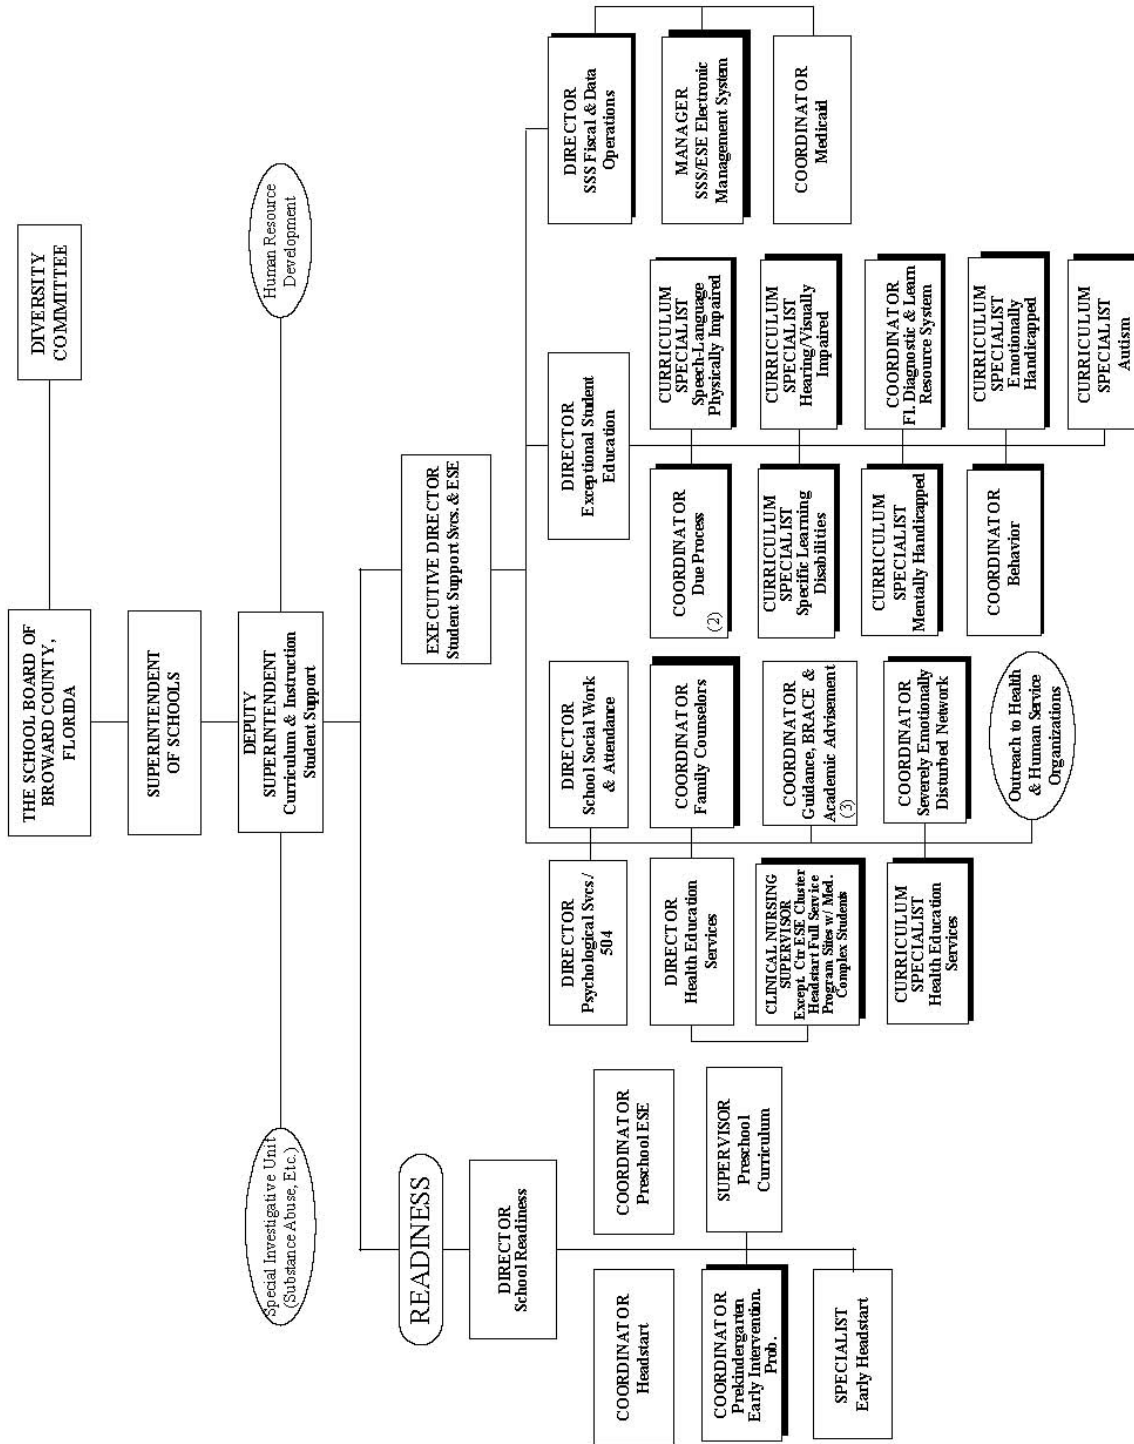 THE SCHOOL BOARD OF
BROWARD COUNTY,
FLORIDA
DIVERSITY
COMMITTEE
SUPERINTENDENT
OF SCHOOLS
Special Investigative Unit
(Substance Abuse, Etc.)
DEPUTY
SUPERINTENDENT
Curriculum & Instruction
Student Support
Human Resource
Development
READINESS
DIRECTOR
School Readiness
COORDINATOR
Headstart
COORDINATOR
Preschool ESE
COORDINATOR
Prekindergarten
Early Intervention.
Prob.
SUPERVISOR
Preschool
Curriculum
SPECIALIST
Early Headstart
EXECUTIVE DIRECTOR
Student Support Svcs. & ESE
DIRECTOR
Psychological Svcs /
504
DIRECTOR
School Social Work
& Attendance
DIRECTOR
Health Education
Services
COORDINATOR
Family Counselors
CLINICAL NURSING
SUPERVISOR
Except. Ctr ESE Cluster
Headstart Full Service
Program Sites w/ Med.
Complex Students
COORDINATOR
Guidance, BRACE &
Academic Advisement
(3)
CURRICULUM
SPECIALIST
Health Education
Services
COORDINATOR
Severely Emotionally
Disturbed Network
Outreach to Health
& Human Service
Organizations
DIRECTOR
Exceptional Student
Education
COORDINATOR
Due Process
(2)
CURRICULUM
SPECIALIST
Speech-Language
Physically Impaired
CURRICULUM
SPECIALIST
Specific Learning
Disabilities
CURRICULUM
SPECIALIST
Hearing/Visually
Impaired
CURRICULUM
SPECIALIST
Mentally Handicapped
COORDINATOR
Fl. Diagnostic & Learn
Resource System
COORDINATOR
Behavior
CURRICULUM
SPECIALIST
Emotionally
Handicapped
CURRICULUM
SPECIALIST
Autism
DIRECTOR
SSS Fiscal & Data
Operations
MANAGER
SSS/ESE Electronic
Management System
COORDINATOR
Medicaid